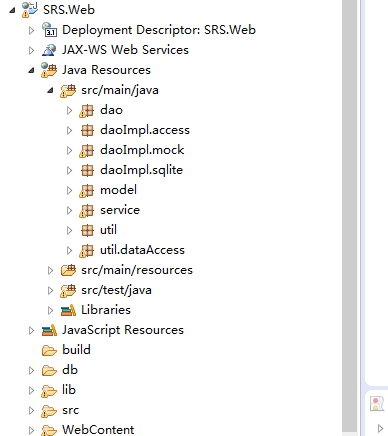 SRS.Web
Deployment Descriptor: SRS.Web
JAX-WS Web Services
Java Resources
src/main/java
dao
daoImpl.access
daoImpl.mock
daoImpl.sqlite
model
service
util
util.dataAccess
src/main/resources
src/test/java
Libraries
JavaScript Resources
build
db
lib
src
WebContent